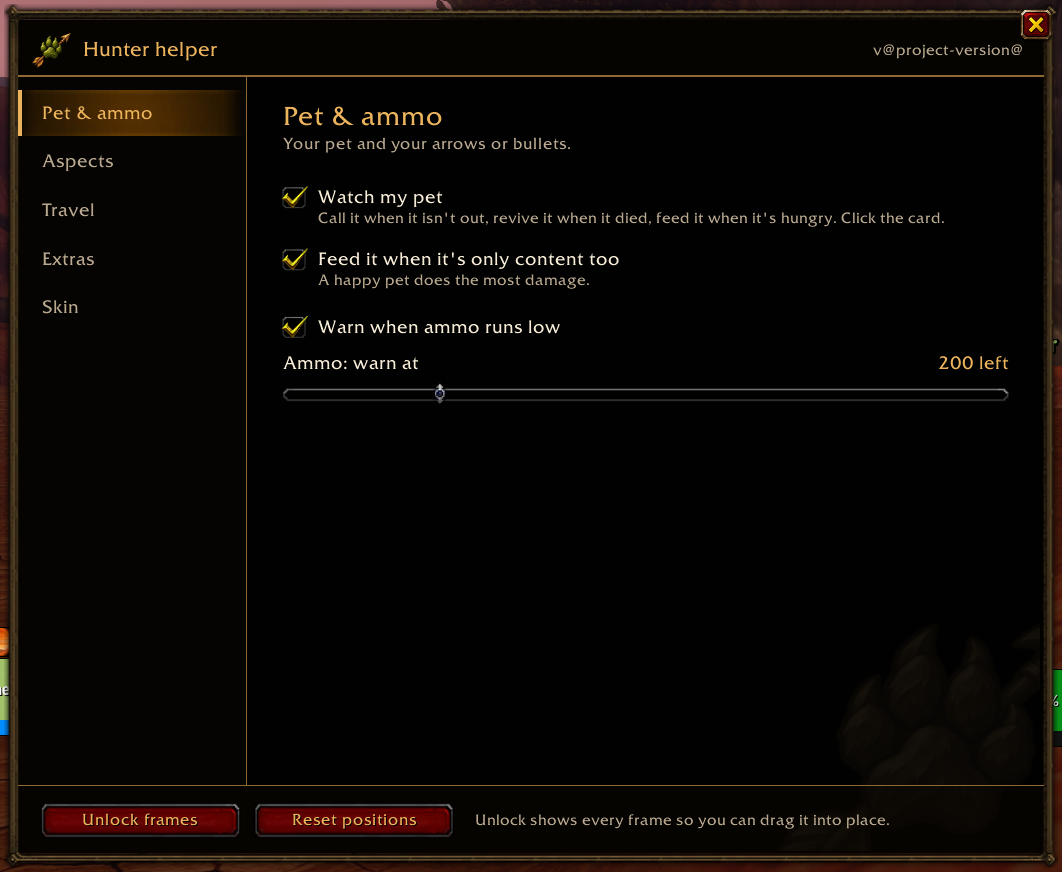 Hunter helper
v@project-version@
Pet & ammo
Aspects
Travel
Extras
Skin
Pet & ammo
Your pet and your arrows or bullets.
Watch my pet
Call it when it isn't out, revive it when it died, feed it when it's hungry. Click the card.
Feed it when it's only content too
A happy pet does the most damage.
Warn when ammo runs low
Ammo: warn at
200 left
Unlock frames
Reset positions
Unlock shows every frame so you can drag it into place.